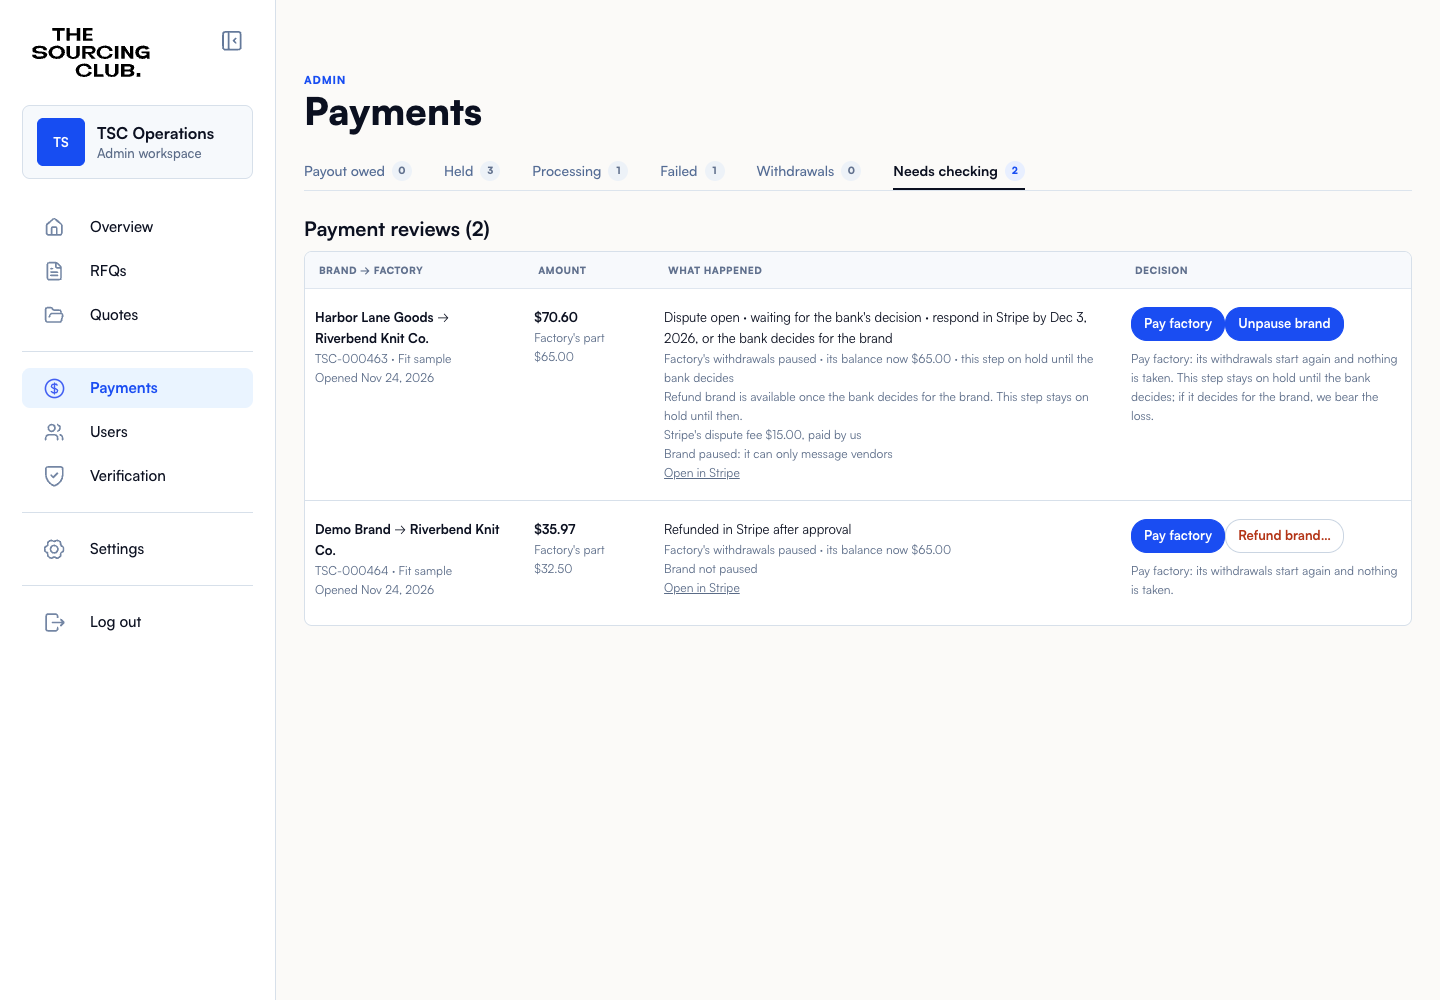 THE
SOURCING
CLUB.
TS
TSC Operations
Admin workspace
Overview
RFQs
Quotes
Payments
Users
Verification
Settings
Log out
ADMIN
Payments
Payout owed 0 Held 3 Processing 1 Failed 1 Withdrawals 0 Needs checking 2
Payment reviews (2)
BRAND → FACTORY AMOUNT WHAT HAPPENED DECISION
Harbor Lane Goods →
Riverbend Knit Co.
TSC-000463 · Fit sample
Opened Nov 24, 2026
$70.60
Factory's part
$65.00
Dispute open · waiting for the bank's decision · respond in Stripe by Dec 3,
2026, or the bank decides for the brand
Factory's withdrawals paused · its balance now $65.00 · this step on hold until the
bank decides
Refund brand is available once the bank decides for the brand. This step stays on
hold until then.
Stripe's dispute fee $15.00, paid by us
Brand paused: it can only message vendors
Open in Stripe
Pay factory Unpause brand
Pay factory: its withdrawals start again and nothing
is taken. This step stays on hold until the bank
decides; if it decides for the brand, we bear the
loss.
Demo Brand → Riverbend Knit
Co.
TSC-000464 · Fit sample
Opened Nov 24, 2026
$35.97
Factory's part
$32.50
Refunded in Stripe after approval
Factory's withdrawals paused · its balance now $65.00
Brand not paused
Open in Stripe
Pay factory Refund brand...
Pay factory: its withdrawals start again and nothing
is taken.